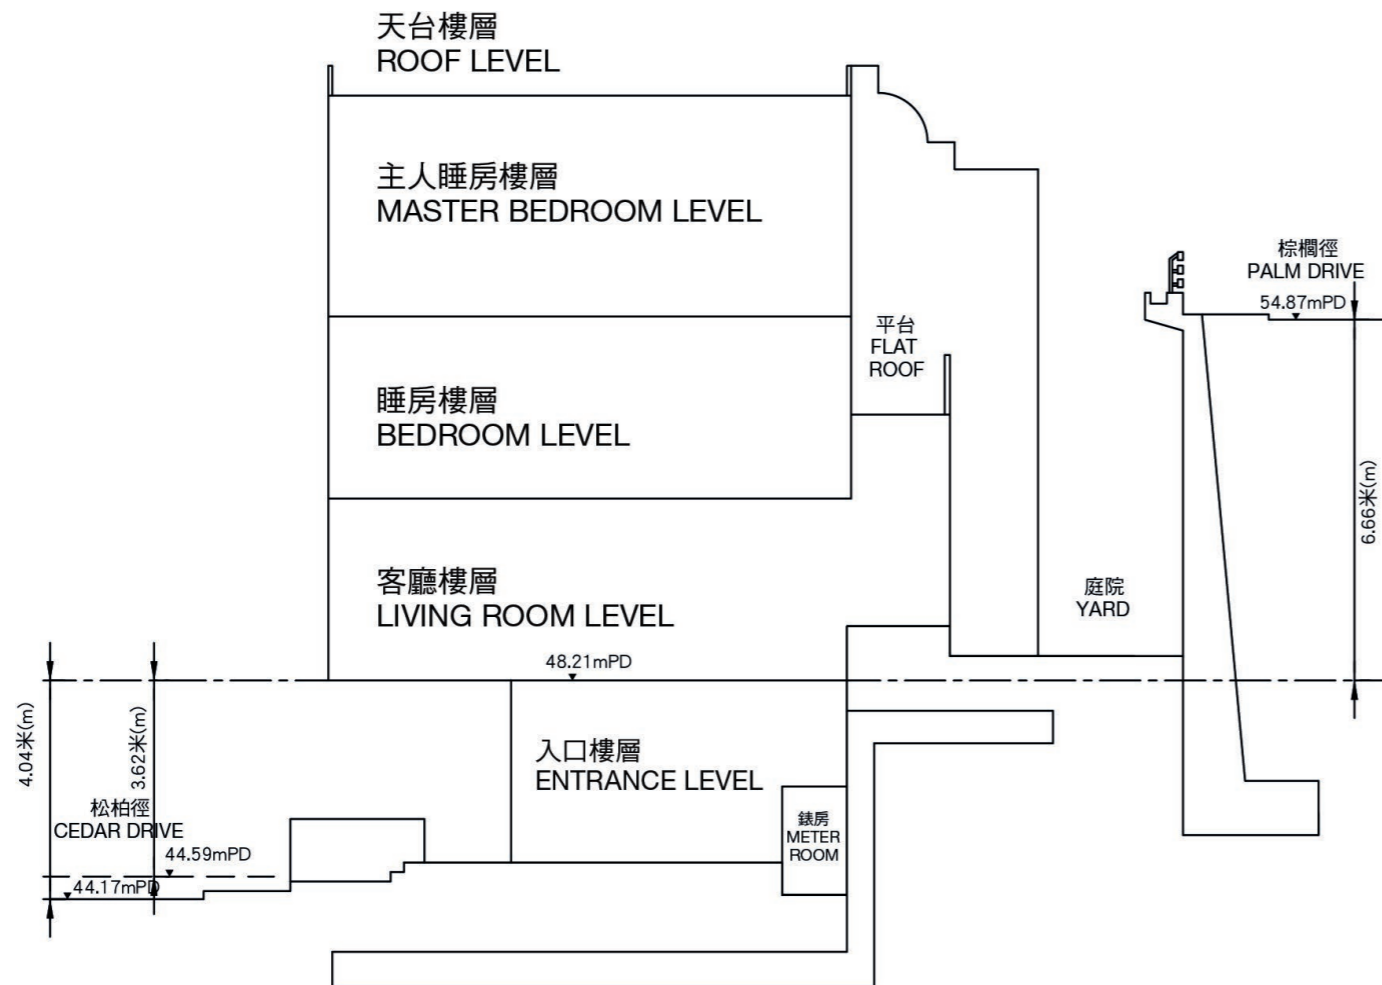 天台樓層
ROOF LEVEL
主人睡房樓層
MASTER BEDROOM LEVEL
棕櫚徑
PALM DRIVE
54.87mPD
平台
FLAT
ROOF
睡房樓層
BEDROOM LEVEL
6.66米(m)
客廳樓層
LIVING ROOM LEVEL
庭院
YARD
48.21mPD
4.04米(m)
3.62米(m)
入口樓層
ENTRANCE LEVEL
松柏徑
CEDAR DRIVE
錶房
METER
ROOM
44.59mPD
44.17mPD